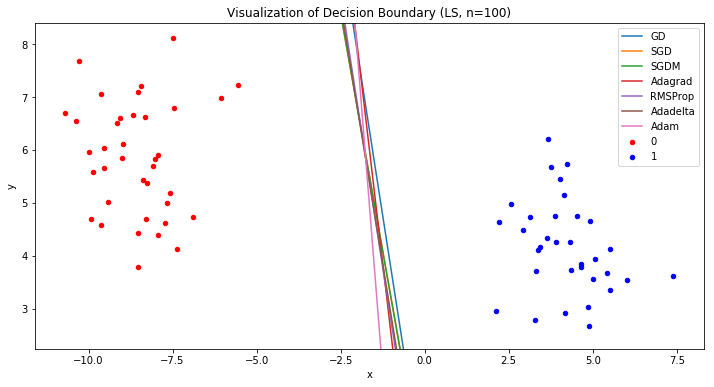 Visualization of Decision Boundary (LS, n=100)
GD
SGD
SGDM
Adagrad
RMSProp
Adadelta
Adam
0
1
y
8
7
6
5
4
3
−10.0 −7.5 −5.0 −2.5 0.0 2.5 5.0 7.5
x